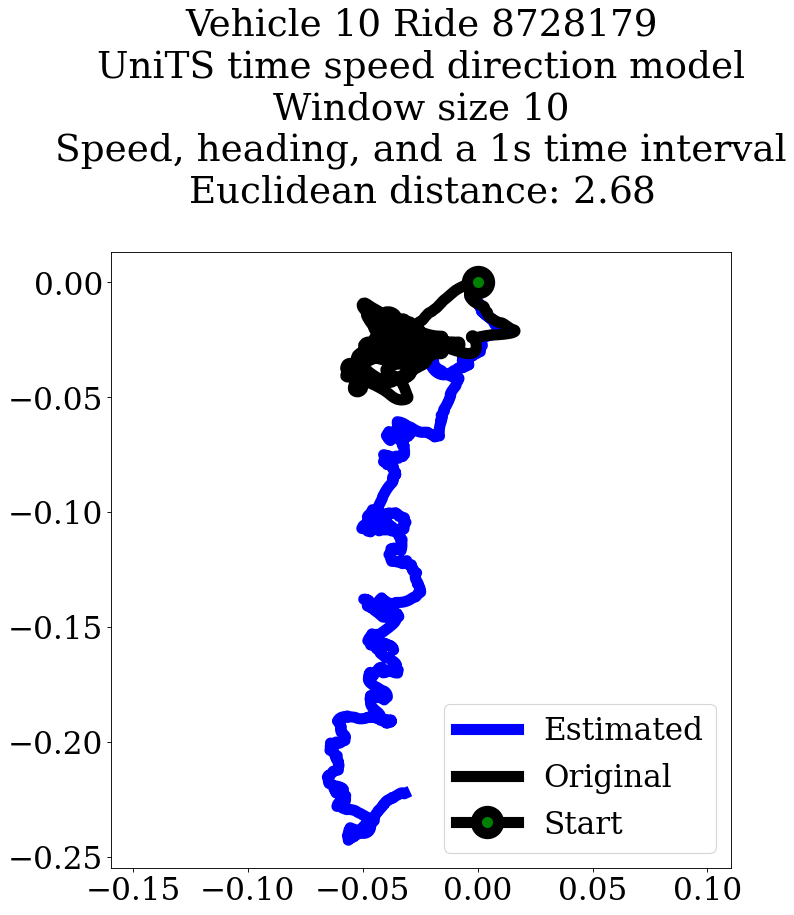 Vehicle 10 Ride 8728179
UniTS time speed direction model
Window size 10
Speed, heading, and a 1s time interval
Euclidean distance: 2.68
0.00
−0.05
−0.10
−0.15
−0.20
−0.25
Estimated
Original
Start
−0.15 −0.10 −0.05 0.00 0.05 0.10